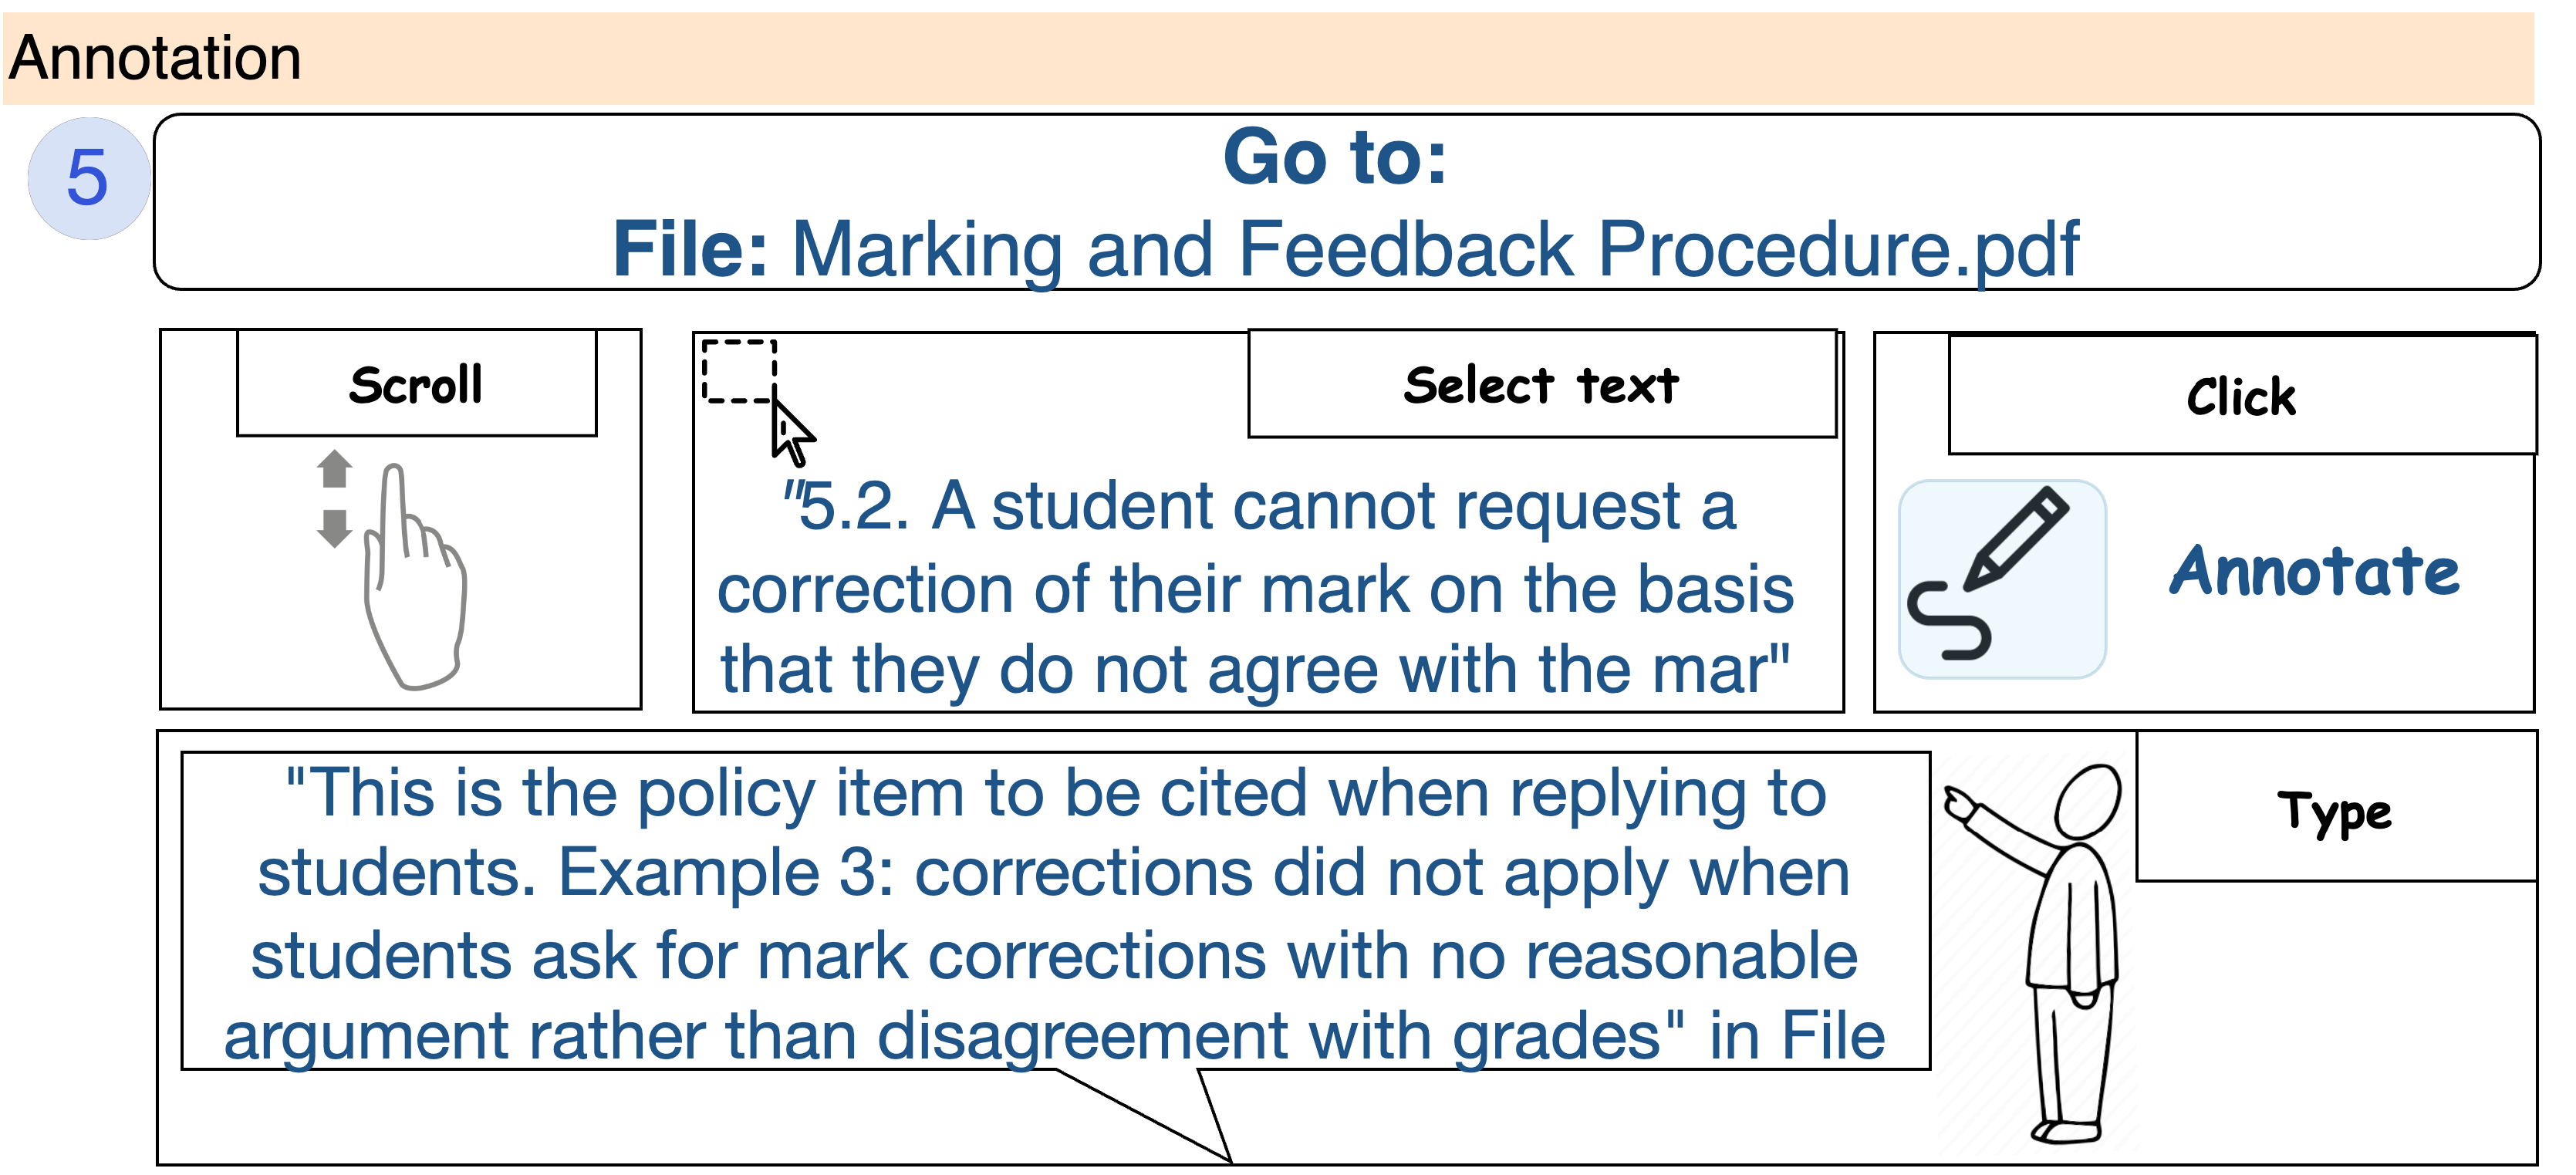 Annotation
5
Go to:
File: Marking and Feedback Procedure.pdf
Scroll
Select text
"5.2. A student cannot request a
correction of their mark on the basis
that they do not agree with the mar"
Click
Annotate
"This is the policy item to be cited when replying to
students. Example 3: corrections did not apply when
students ask for mark corrections with no reasonable
argument rather than disagreement with grades" in File
Type